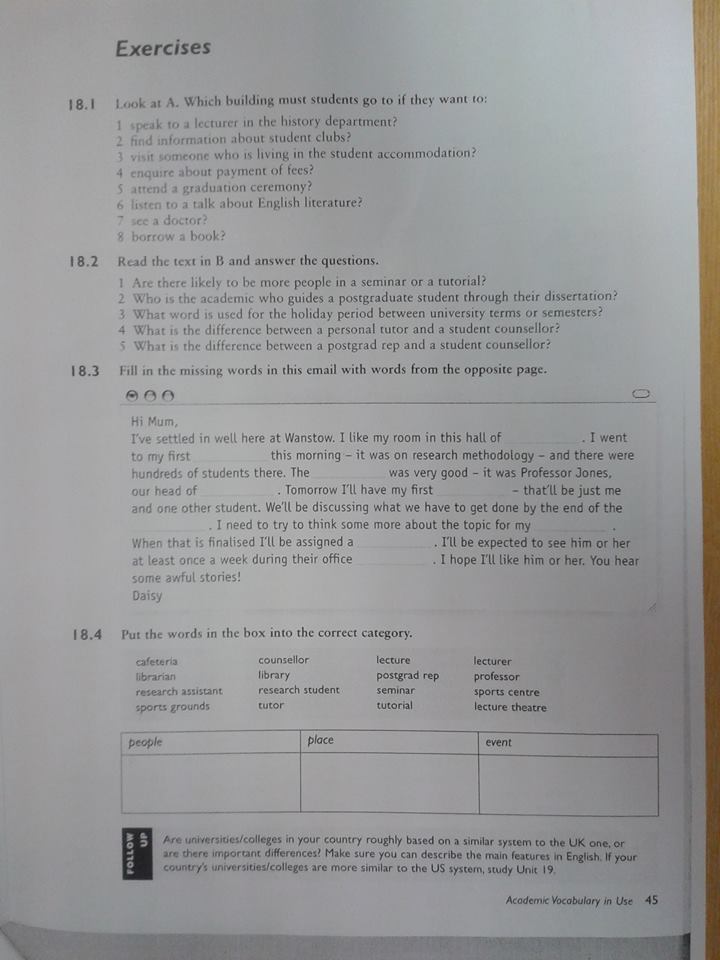 Exercises
18.1 Look at A. Which building must students go to if they want to:
1 speak to a lecturer in the history department?
2 find information about student clubs?
3 visit someone who is living in the student accommodation?
4 enquire about payment of fees?
5 attend a graduation ceremony?
6 listen to a talk about English literature?
7 see a doctor?
8 borrow a book?
18.2 Read the text in B and answer the questions.
1 Are there likely to be more people in a seminar or a tutorial?
2 Who is the academic who guides a postgraduate student through their dissertation?
3 What word is used for the holiday period between university terms or semesters?
4 What is the difference between a personal tutor and a student counsellor?
5 What is the difference between a postgrad rep and a student counsellor?
18.3 Fill in the missing words in this email with words from the opposite page.
Hi Mum,
I've settled in well here at Wanstow. I like my room in this hall of . I went
to my first this morning – it was on research methodology – and there were
hundreds of students there. The was very good – it was Professor Jones,
our head of . Tomorrow I'll have my first – that'll be just me
and one other student. We'll be discussing what we have to get done by the end of the
. I need to try to think some more about the topic for my .
When that is finalised I'll be assigned a . I'll be expected to see him or her
at least once a week during their office . I hope I'll like him or her. You hear
some awful stories!
Daisy
18.4 Put the words in the box into the correct category.
cafeteria counsellor lecture lecturer
librarian library postgrad rep professor
research assistant research student seminar sports centre
sports grounds tutor tutorial lecture theatre
people place event
FOLLOW UP
Are universities/colleges in your country roughly based on a similar system to the UK one, or
are there important differences? Make sure you can describe the main features in English. If your
country's universities/colleges are more similar to the US system, study Unit 19.
Academic Vocabulary in Use 45